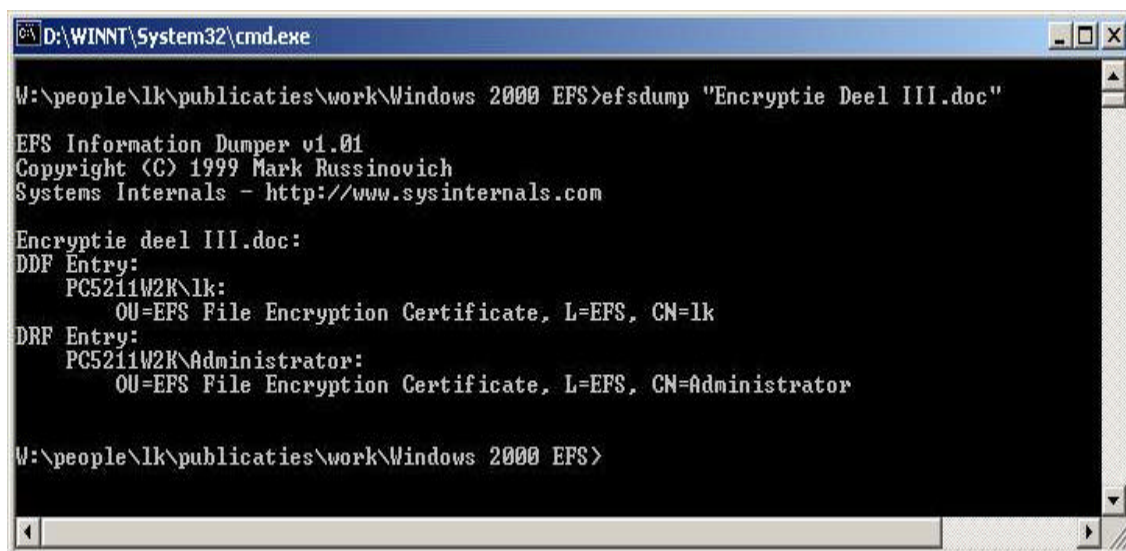 D:\WINNT\System32\cmd.exe
W:\people\lk\publicaties\work\Windows 2000 EFS>efsdump "Encryptie Deel III.doc"
EFS Information Dumper v1.01
Copyright (C) 1999 Mark Russinovich
Systems Internals - http://www.sysinternals.com
Encryptie deel III.doc:
DDF Entry:
PC5211W2K\lk:
OU=EFS File Encryption Certificate, L=EFS, CN=lk
DRF Entry:
PC5211W2K\Administrator:
OU=EFS File Encryption Certificate, L=EFS, CN=Administrator
W:\people\lk\publicaties\work\Windows 2000 EFS>